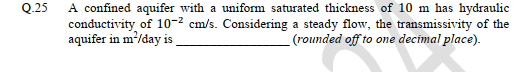 Q.25 A confined aquifer with a uniform saturated thickness of 10 m has hydraulic
conductivity of 10⁻² cm/s. Considering a steady flow, the transmissivity of the
aquifer in m²/day is ____________________ (rounded off to one decimal place).